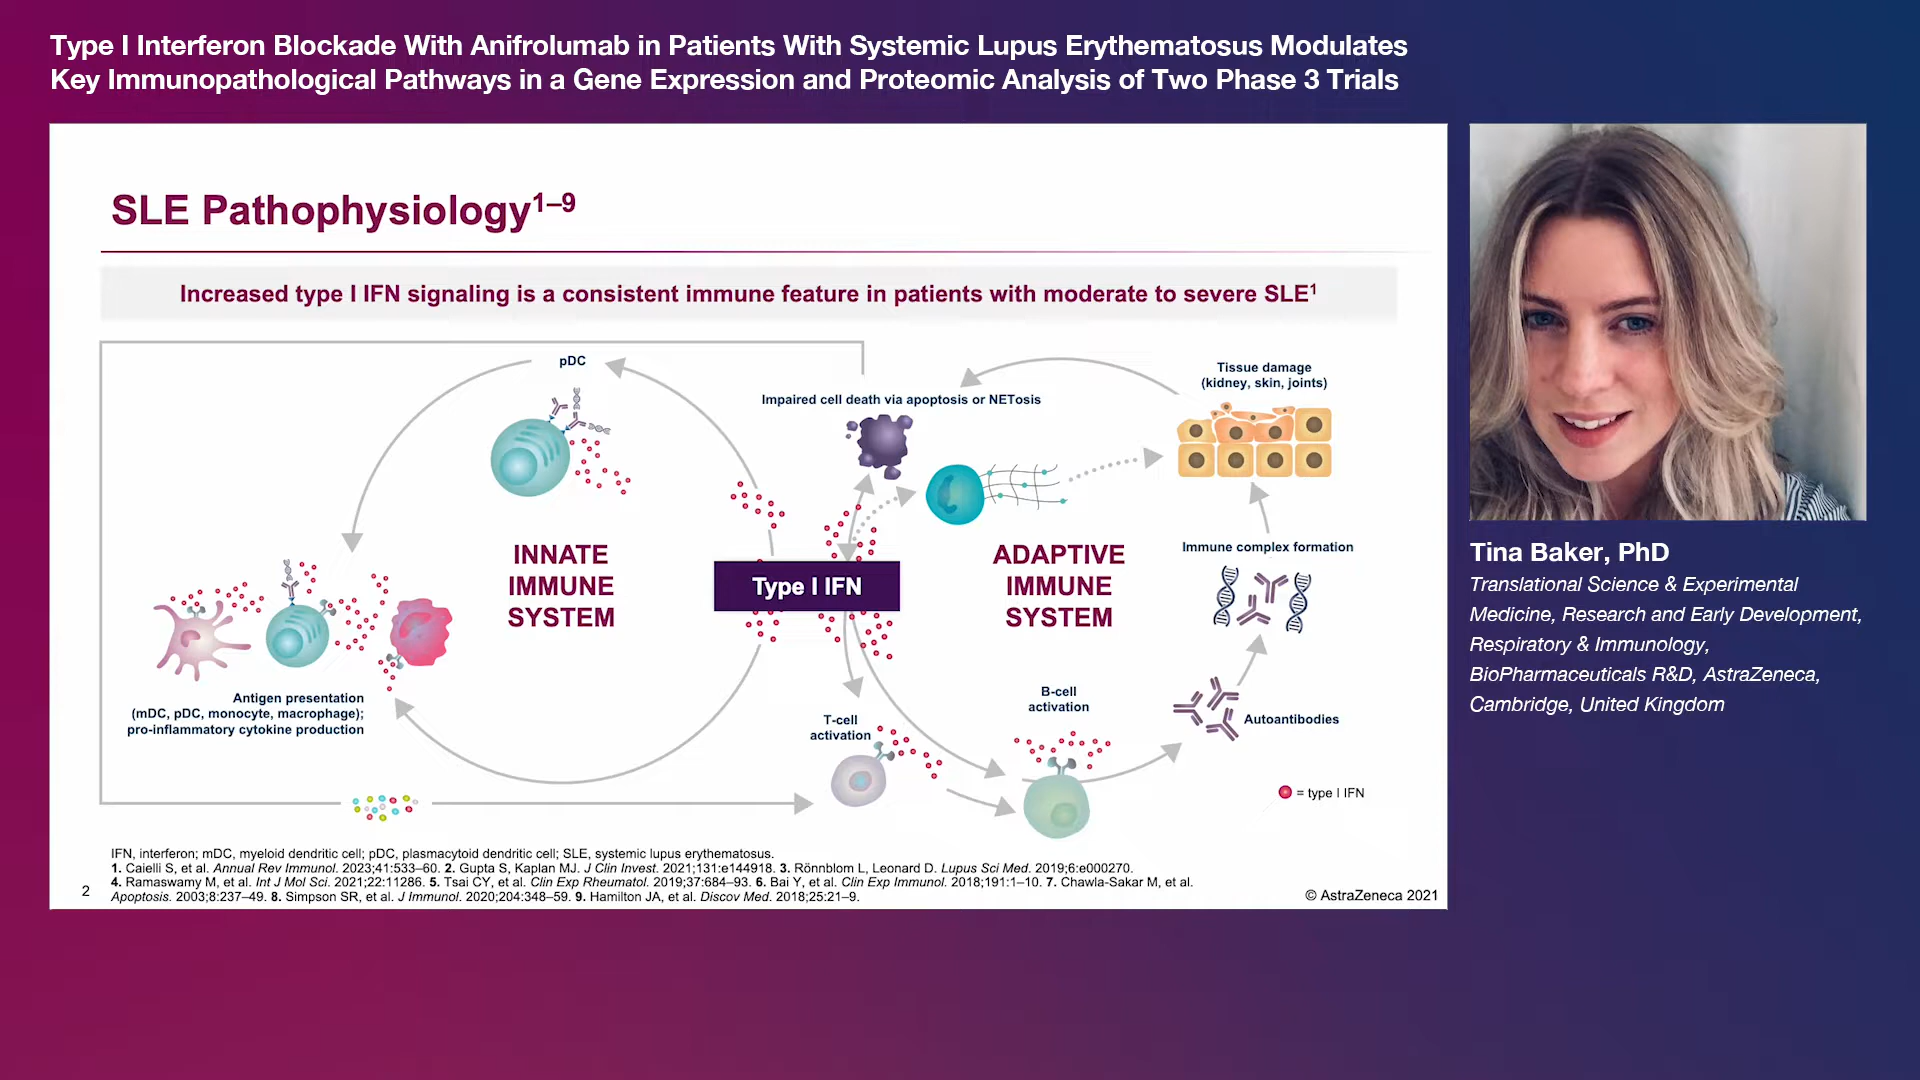 Type I Interferon Blockade With Anifrolumab in Patients With Systemic Lupus Erythematosus Modulates
Key Immunopathological Pathways in a Gene Expression and Proteomic Analysis of Two Phase 3 Trials
SLE Pathophysiology1–9
Increased type I IFN signaling is a consistent immune feature in patients with moderate to severe SLE1
pDC
Impaired cell death via apoptosis or NETosis
Tissue damage
(kidney, skin, joints)
INNATE
IMMUNE
SYSTEM
Type I IFN
ADAPTIVE
IMMUNE
SYSTEM
Immune complex formation
Antigen presentation
(mDC, pDC, monocyte, macrophage);
pro-inflammatory cytokine production
T-cell
activation
B-cell
activation
Autoantibodies
= type I IFN
IFN, interferon; mDC, myeloid dendritic cell; pDC, plasmacytoid dendritic cell; SLE, systemic lupus erythematosus.
1. Caielli S, et al. Annual Rev Immunol. 2023;41:533–60. 2. Gupta S, Kaplan MJ. J Clin Invest. 2021;131:e144918. 3. Rönnblom L, Leonard D. Lupus Sci Med. 2019;6:e000270.
4. Ramaswamy M, et al. Int J Mol Sci. 2021;22:11286. 5. Tsai CY, et al. Clin Exp Rheumatol. 2019;37:684–93. 6. Bai Y, et al. Clin Exp Immunol. 2018;191:1–10. 7. Chawla-Sakar M, et al.
Apoptosis. 2003;8:237–49. 8. Simpson SR, et al. J Immunol. 2020;204:348–59. 9. Hamilton JA, et al. Discov Med. 2018;25:21–9.
2
© AstraZeneca 2021
Tina Baker, PhD
Translational Science & Experimental
Medicine, Research and Early Development,
Respiratory & Immunology,
BioPharmaceuticals R&D, AstraZeneca,
Cambridge, United Kingdom